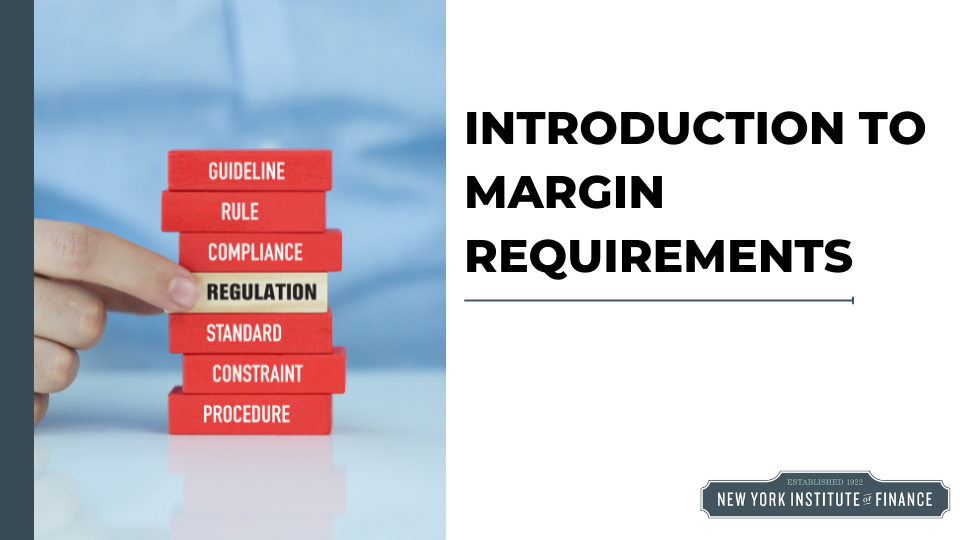 GUIDELINE
RULE
COMPLIANCE
REGULATION
STANDARD
CONSTRAINT
PROCEDURE
INTRODUCTION TO
MARGIN
REQUIREMENTS
ESTABLISHED 1922
NEW YORK INSTITUTE of FINANCE